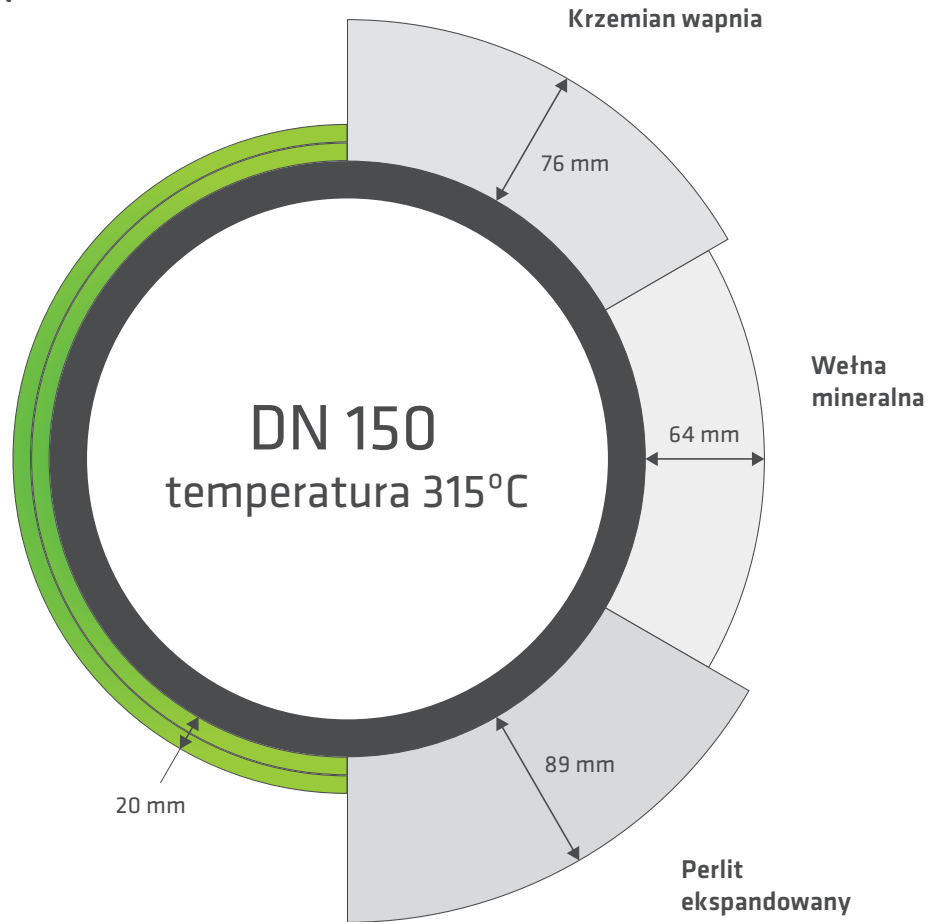 Krzemian wapnia
76 mm
Wełna
mineralna
64 mm
DN 150
temperatura 315°C
89 mm
20 mm
Perlit
ekspandowany